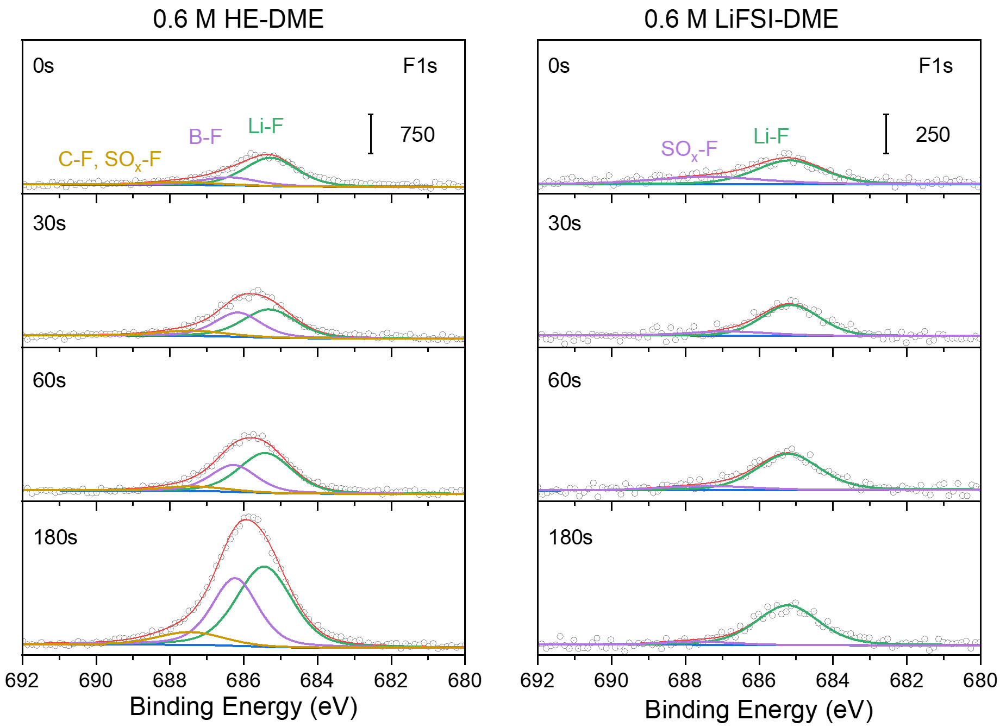 0.6 M HE-DME
0s
F1s
B-F
Li-F
750
C-F, SOx-F
30s
60s
180s
692 690 688 686 684 682 680
Binding Energy (eV)
0.6 M LiFSI-DME
0s
F1s
SOx-F
Li-F
250
30s
60s
180s
692 690 688 686 684 682 680
Binding Energy (eV)